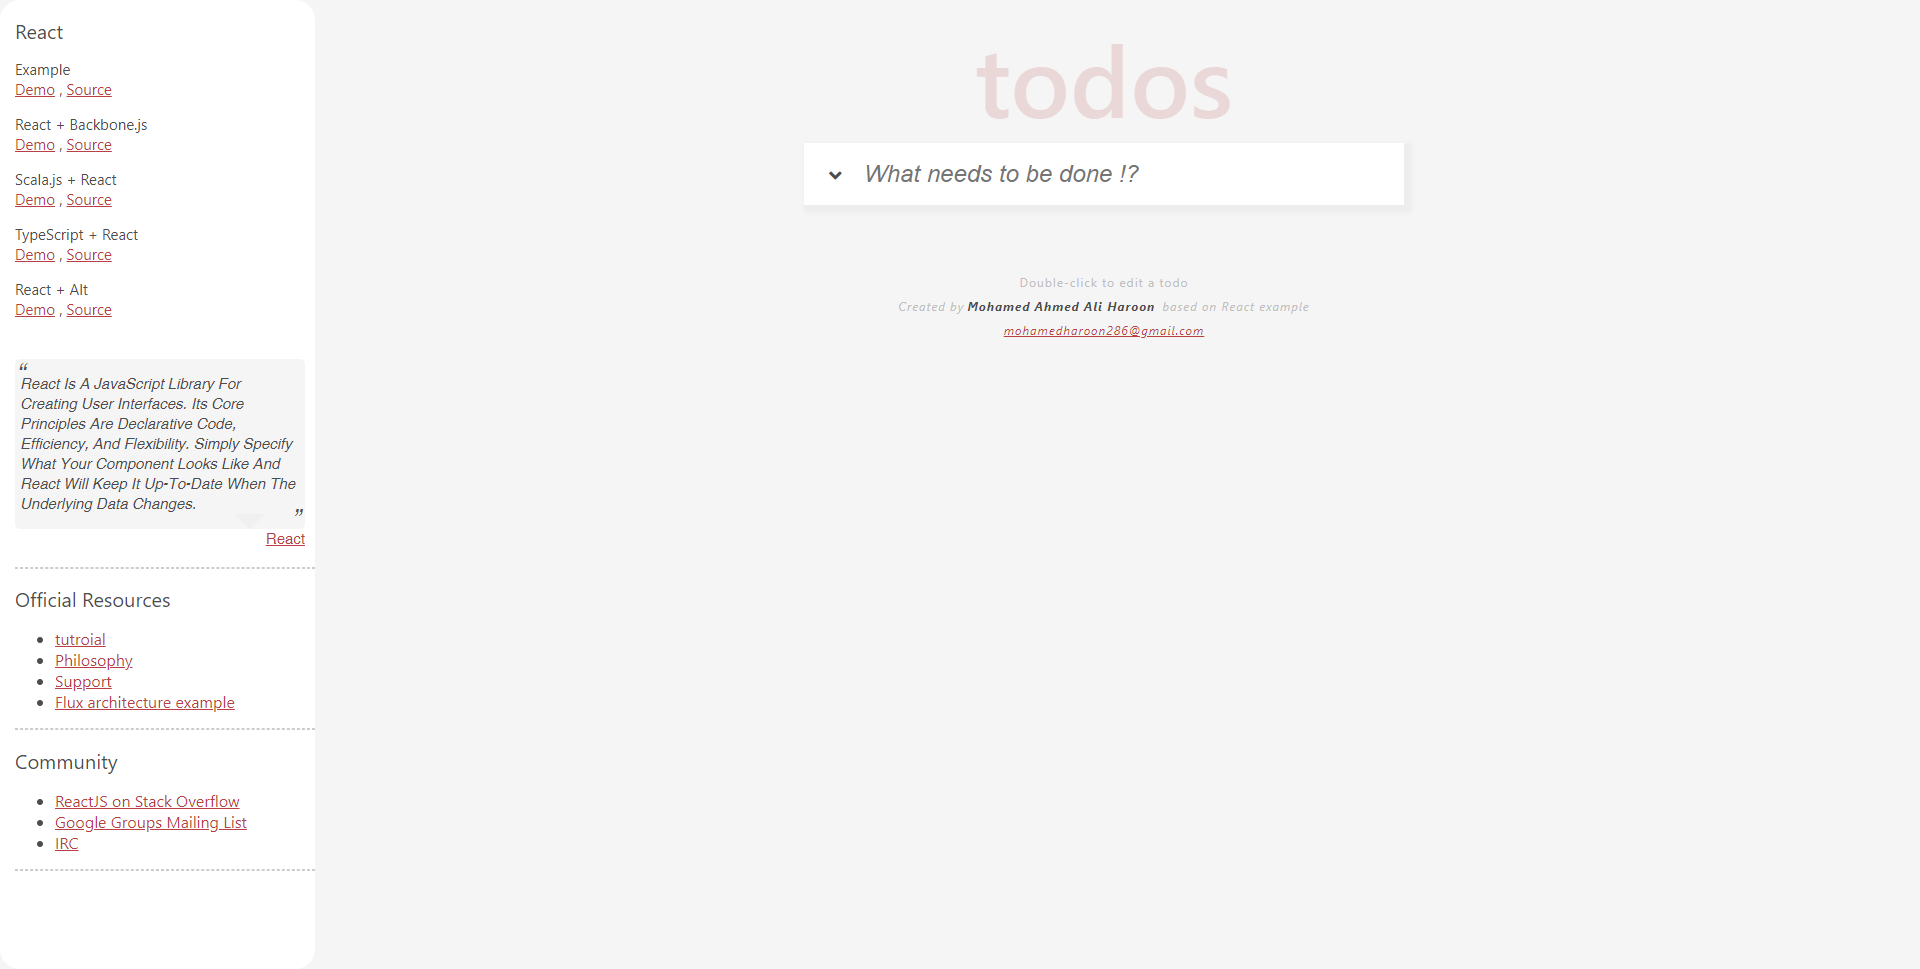 React
Example
Demo , Source
React + Backbone.js
Demo , Source
Scala.js + React
Demo , Source
TypeScript + React
Demo , Source
React + Alt
Demo , Source
“
React Is A JavaScript Library For
Creating User Interfaces. Its Core
Principles Are Declarative Code,
Efficiency, And Flexibility. Simply Specify
What Your Component Looks Like And
React Will Keep It Up-To-Date When The
Underlying Data Changes.
”
React
Official Resources
tutroial
Philosophy
Support
Flux architecture example
Community
ReactJS on Stack Overflow
Google Groups Mailing List
IRC
todos
What needs to be done !?
Double-click to edit a todo
Created by Mohamed Ahmed Ali Haroon based on React example
mohamedharoon286@gmail.com